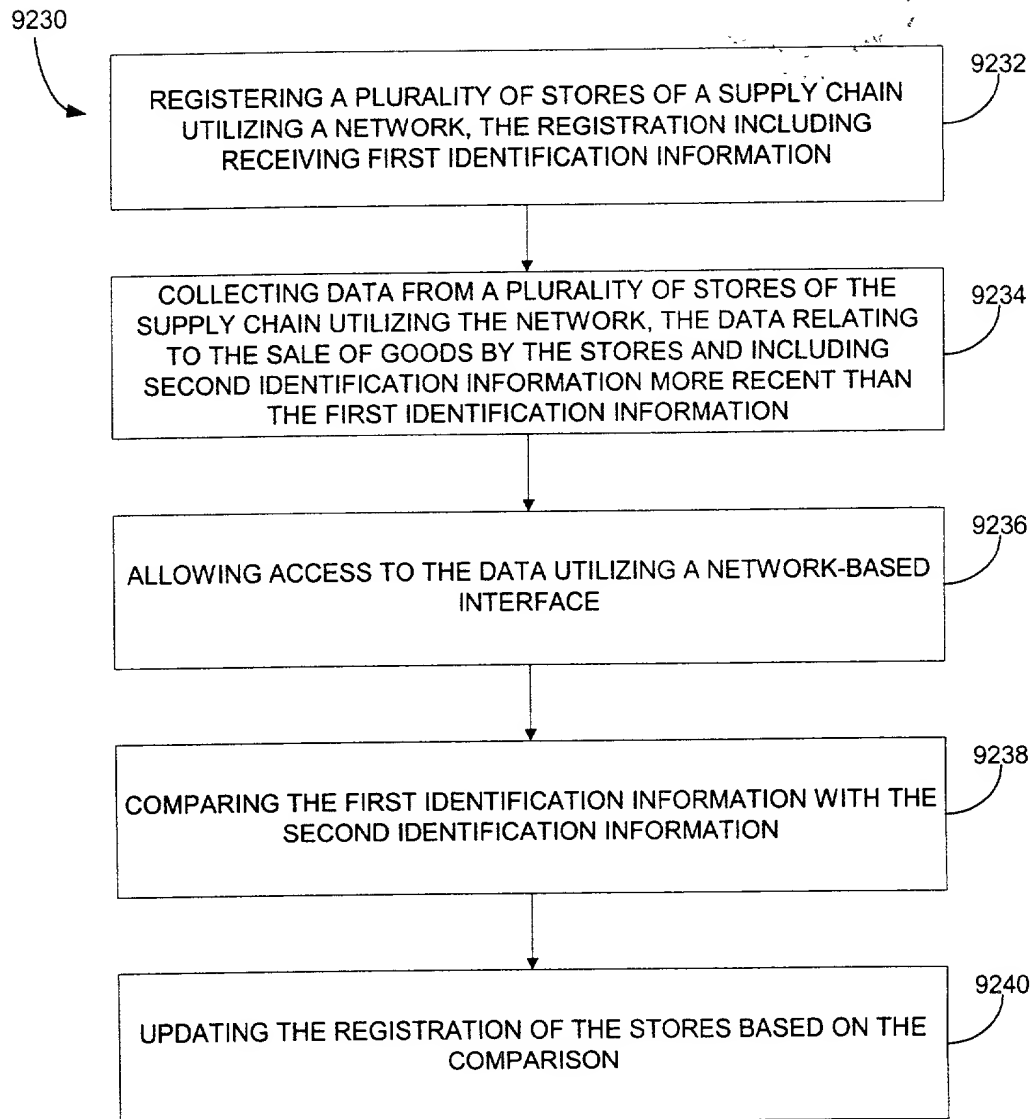 9230
9232
REGISTERING A PLURALITY OF STORES OF A SUPPLY CHAIN
UTILIZING A NETWORK, THE REGISTRATION INCLUDING
RECEIVING FIRST IDENTIFICATION INFORMATION
9234
COLLECTING DATA FROM A PLURALITY OF STORES OF THE
SUPPLY CHAIN UTILIZING THE NETWORK, THE DATA RELATING
TO THE SALE OF GOODS BY THE STORES AND INCLUDING
SECOND IDENTIFICATION INFORMATION MORE RECENT THAN
THE FIRST IDENTIFICATION INFORMATION
9236
ALLOWING ACCESS TO THE DATA UTILIZING A NETWORK-BASED
INTERFACE
9238
COMPARING THE FIRST IDENTIFICATION INFORMATION WITH THE
SECOND IDENTIFICATION INFORMATION
9240
UPDATING THE REGISTRATION OF THE STORES BASED ON THE
COMPARISON